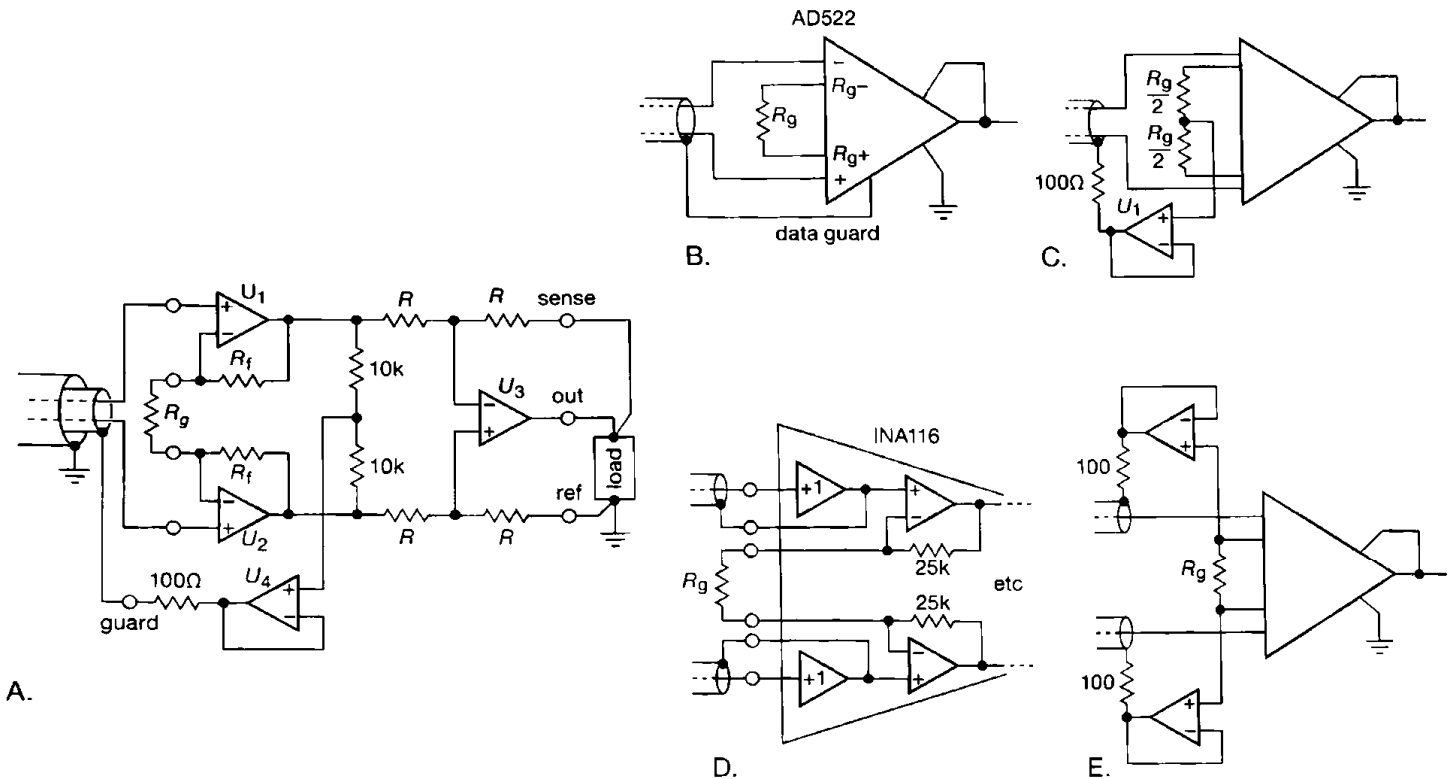 A.
U1
+
−
Rf
Rg
Rf
−
+
U2
10k
10k
R
R
sense
U3
−
+
out
load
ref
R
R
U4
+
−
100Ω
guard
B.
AD522
−
Rg−
Rg
Rg+
+
data guard
C.
Rg
2
Rg
2
100Ω
U1
+
−
D.
INA116
+1
+
−
25k
Rg
etc
25k
−
+
+1
E.
−
+
100
Rg
100
+
−